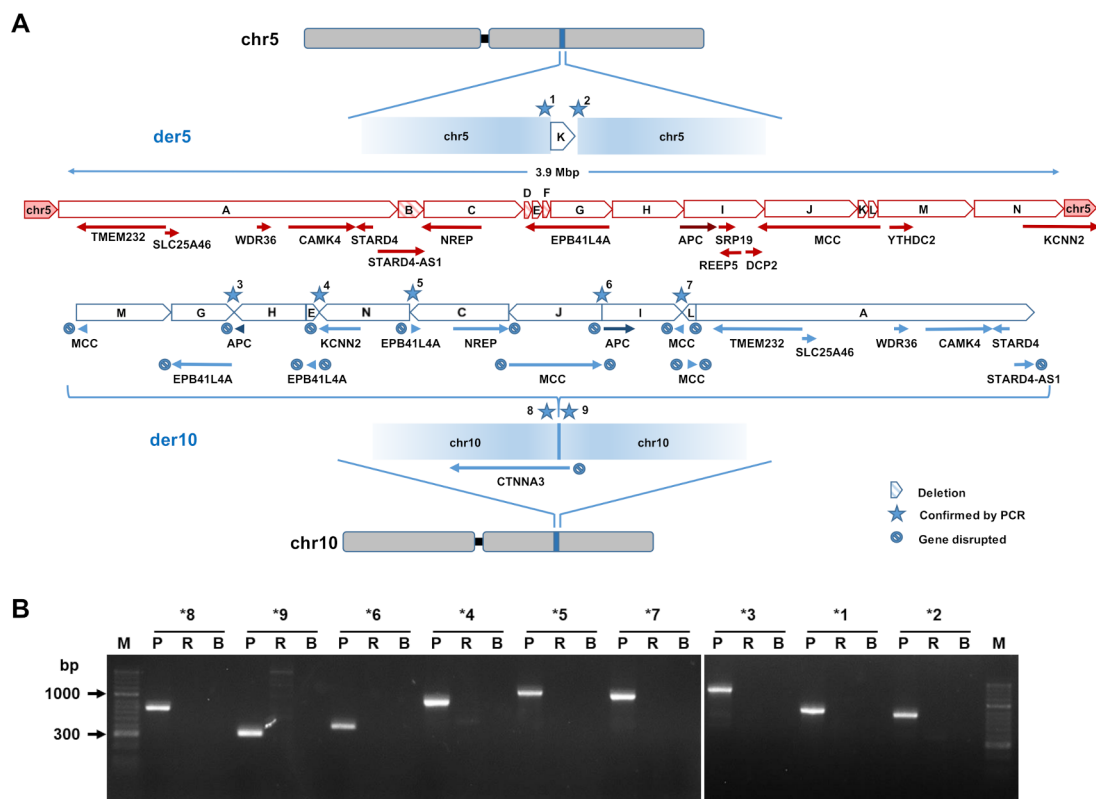 A
chr5
1 2
der5
chr5 K chr5
3.9 Mbp
D F
chr5 A B C E G H I J K L M N chr5
TMEM232 SLC25A46 WDR36 CAMK4 STARD4 STARD4-AS1 NREP EPB41L4A APC SRP19 REEP5 DCP2 MCC YTHDC2 KCNN2
3 4 5 6 7
M G H E N C J I L A
MCC APC KCNN2 EPB41L4A NREP APC MCC TMEM232 SLC25A46 WDR36 CAMK4 STARD4
EPB41L4A EPB41L4A MCC MCC STARD4-AS1
8 9
der10
chr10 chr10
CTNNA3
chr10
Deletion
Confirmed by PCR
Gene disrupted
B
*8 *9 *6 *4 *5 *7 *3 *1 *2
M P R B P R B P R B P R B P R B P R B P R B P R B P R B M
bp
1000
300